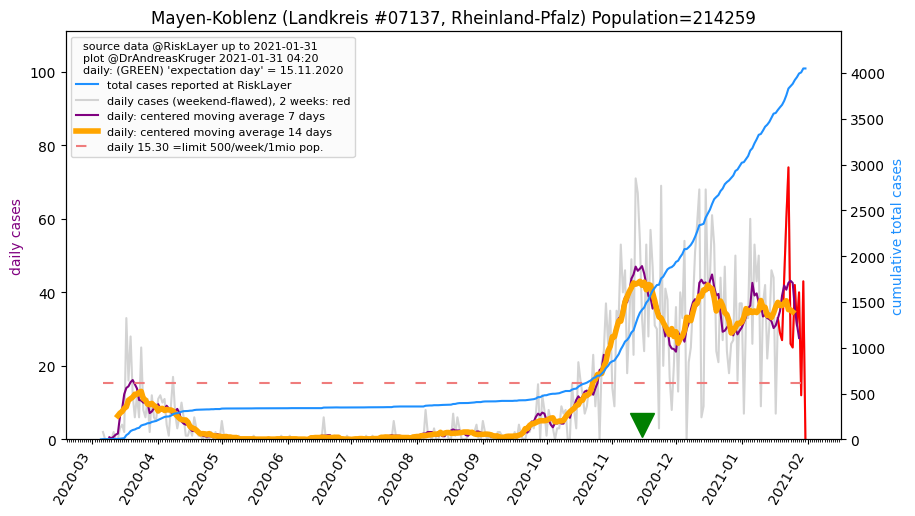 Mayen-Koblenz (Landkreis #07137, Rheinland-Pfalz) Population=214259
source data @RiskLayer up to 2021-01-31
plot @DrAndreasKruger 2021-01-31 04:20
daily: (GREEN) 'expectation day' = 15.11.2020
total cases reported at RiskLayer
daily cases (weekend-flawed), 2 weeks: red
daily: centered moving average 7 days
daily: centered moving average 14 days
daily 15.30 =limit 500/week/1mio pop.
daily cases
100
80
60
40
20
0
cumulative total cases
4000
3500
3000
2500
2000
1500
1000
500
0
2020-03
2020-04
2020-05
2020-06
2020-07
2020-08
2020-09
2020-10
2020-11
2020-12
2021-01
2021-02